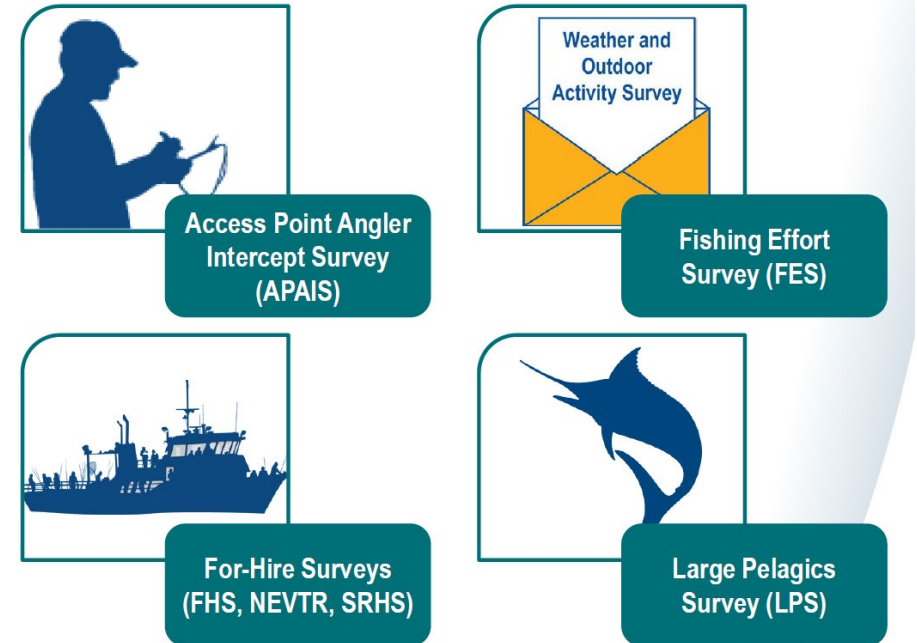 Access Point Angler
Intercept Survey
(APAIS)
Weather and
Outdoor
Activity Survey
Fishing Effort
Survey (FES)
For-Hire Surveys
(FHS, NEVTR, SRHS)
Large Pelagics
Survey (LPS)